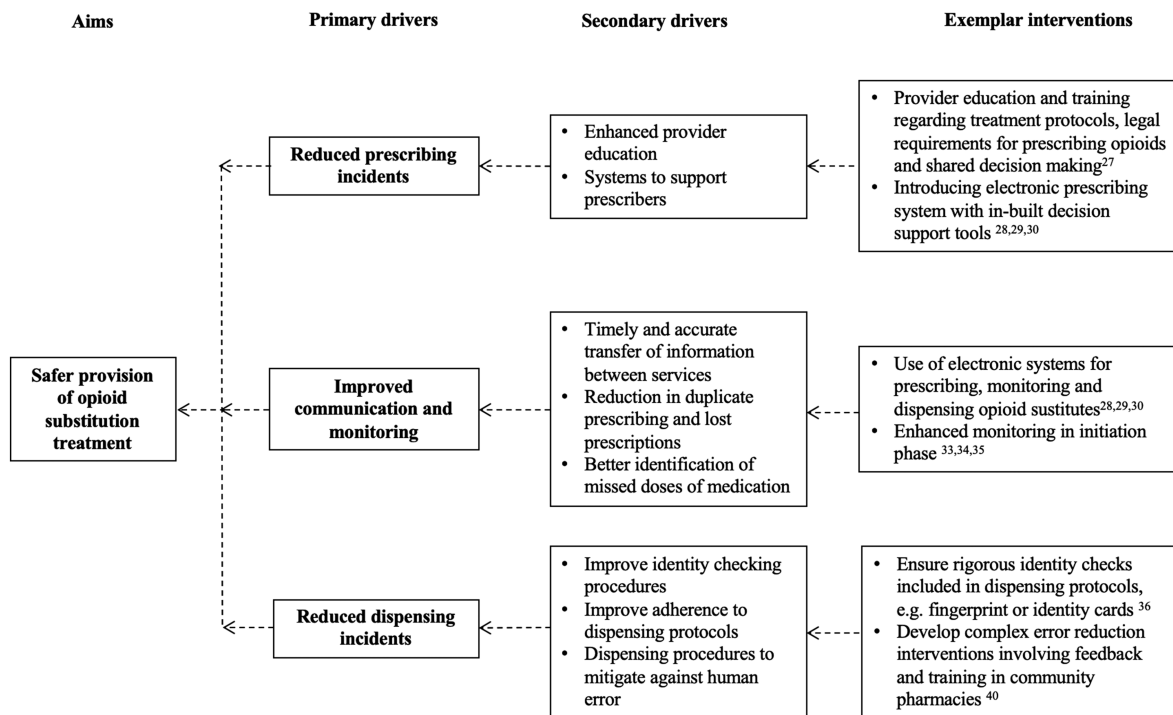 Aims
Primary drivers
Secondary drivers
Exemplar interventions
Safer provision
of opioid
substitution
treatment
Reduced prescribing
incidents
• Enhanced provider
education
• Systems to support
prescribers
• Provider education and training
regarding treatment protocols, legal
requirements for prescribing opioids
and shared decision making27
• Introducing electronic prescribing
system with in-built decision
support tools 28,29,30
Improved
communication and
monitoring
• Timely and accurate
transfer of information
between services
• Reduction in duplicate
prescribing and lost
prescriptions
• Better identification of
missed doses of medication
• Use of electronic systems for
prescribing, monitoring and
dispensing opioid sustitutes28,29,30
• Enhanced monitoring in initiation
phase 33,34,35
Reduced dispensing
incidents
• Improve identity checking
procedures
• Improve adherence to
dispensing protocols
• Dispensing procedures to
mitigate against human
error
• Ensure rigorous identity checks
included in dispensing protocols,
e.g. fingerprint or identity cards 36
• Develop complex error reduction
interventions involving feedback
and training in community
pharmacies 40